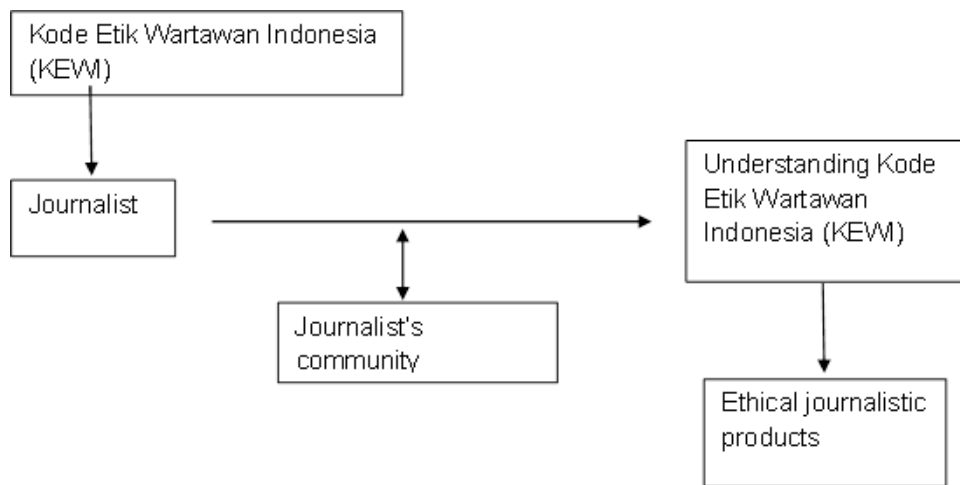 Kode Etik Wartawan Indonesia
(KEWI)
Journalist
Understanding Kode
Etik Wartawan
Indonesia (KEWI)
Journalist's
community
Ethical journalistic
products